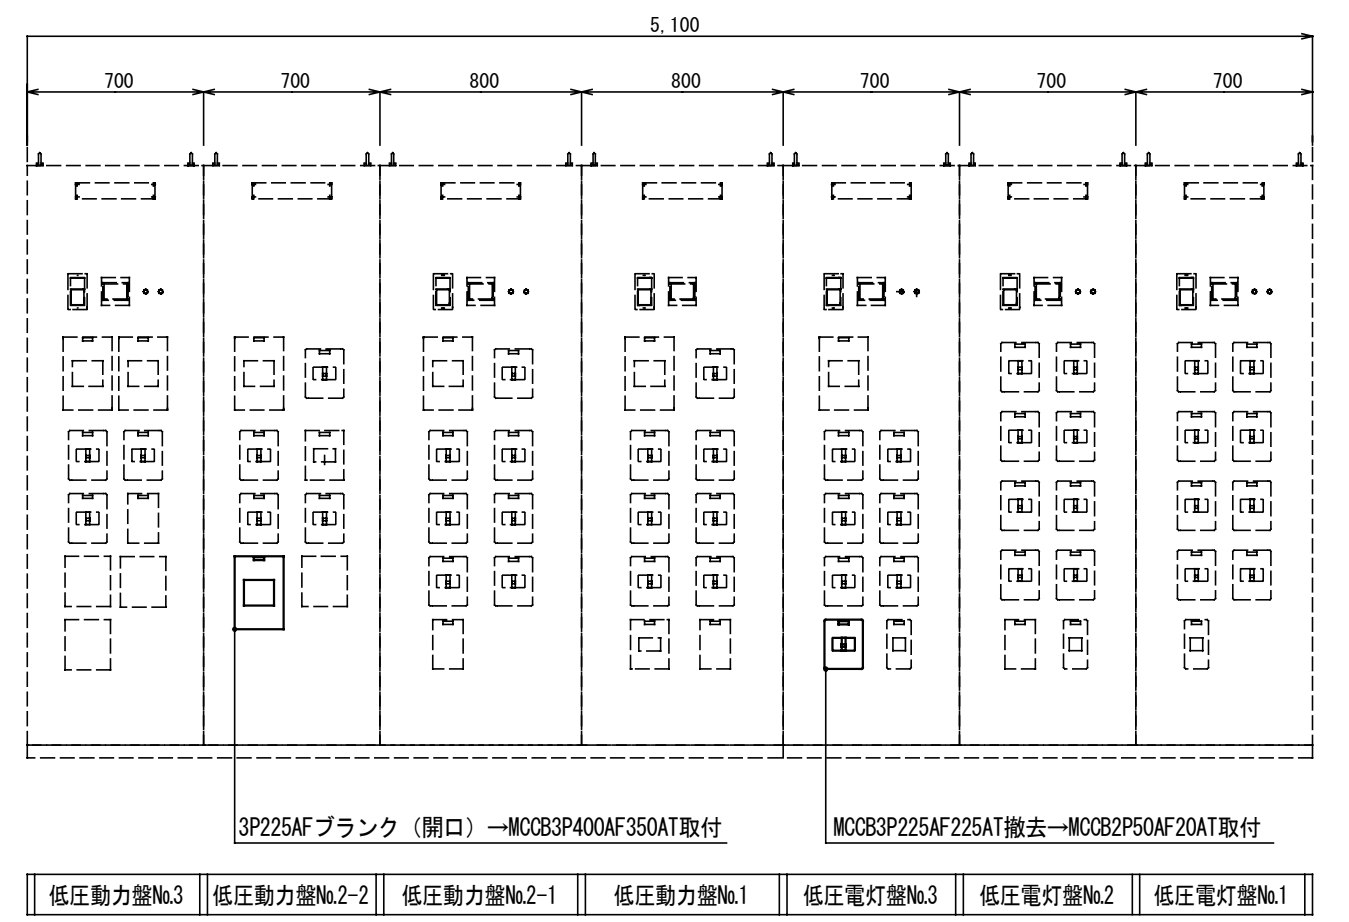 5,100
700 700 800 800 700 700 700
3P225AFブランク（開口）→MCCB3P400AF350AT取付
MCCB3P225AF225AT撤去→MCCB2P50AF20AT取付
低圧動力盤№3 低圧動力盤№2-2 低圧動力盤№2-1 低圧動力盤№1 低圧電灯盤№3 低圧電灯盤№2 低圧電灯盤№1